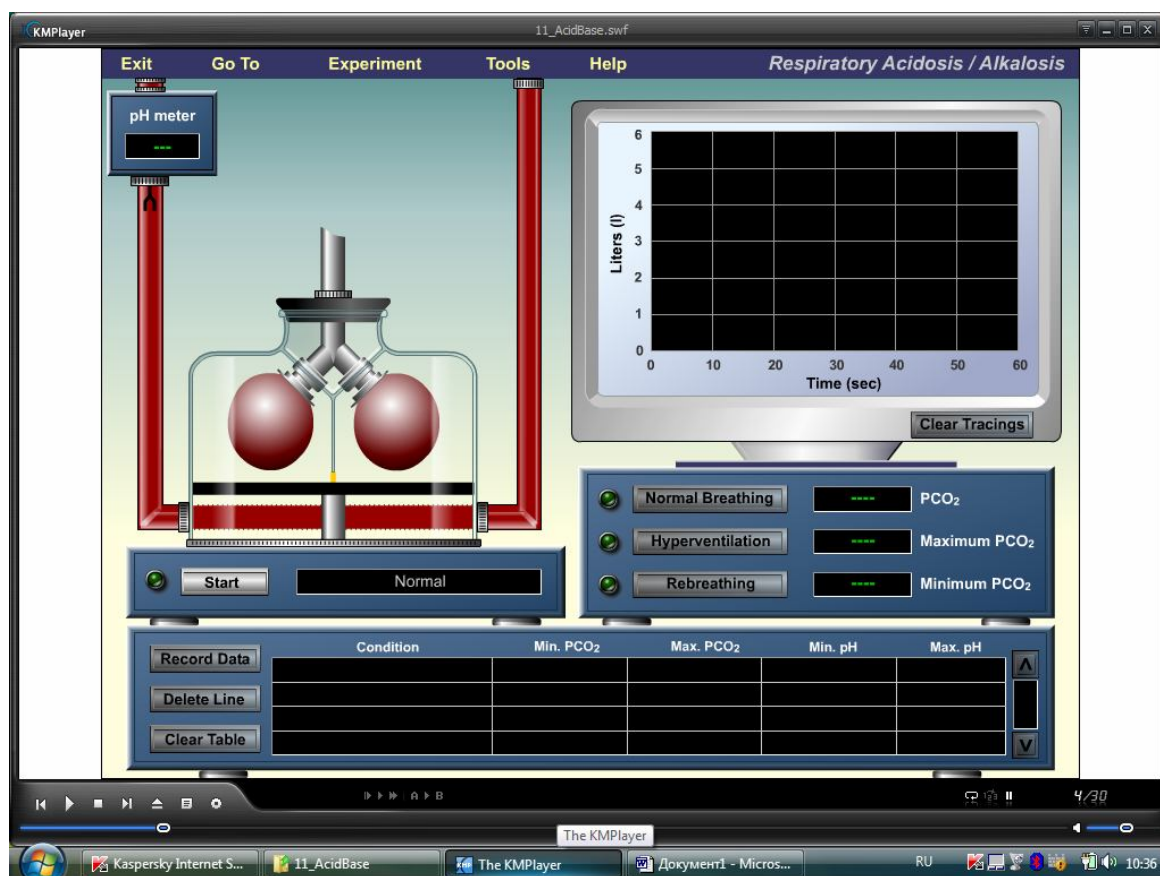 KMPlayer
11_AcidBase.swf
Exit Go To Experiment Tools Help Respiratory Acidosis / Alkalosis
pH meter
---
6
5
4
3
2
1
0
Liters (l)
0 10 20 30 40 50 60
Time (sec)
Clear Tracings
Normal Breathing ---- PCO₂
Hyperventilation ---- Maximum PCO₂
Rebreathing ---- Minimum PCO₂
Start Normal
Condition Min. PCO₂ Max. PCO₂ Min. pH Max. pH
Record Data
Delete Line
Clear Table
A B
4/30
The KMPlayer
Kaspersky Internet S... 11_AcidBase The KMPlayer Документ1 - Micros... RU 10:36